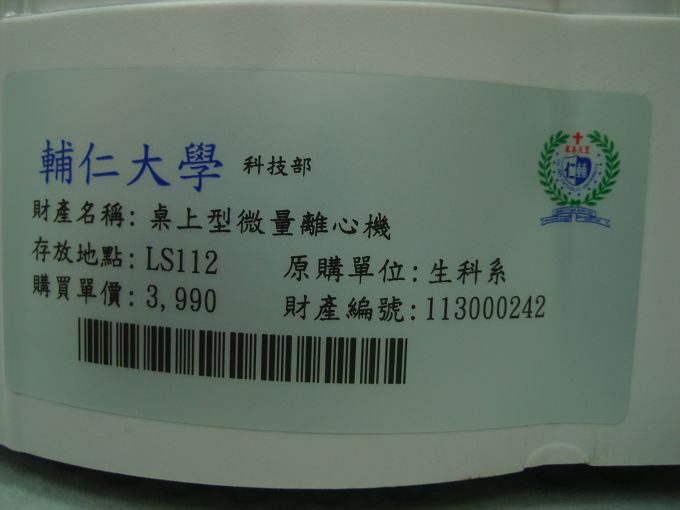 輔仁大學 科技部
財產名稱: 桌上型微量離心機
存放地點: LS112 原購單位: 生科系
購買單價: 3,990 財產編號: 113000242